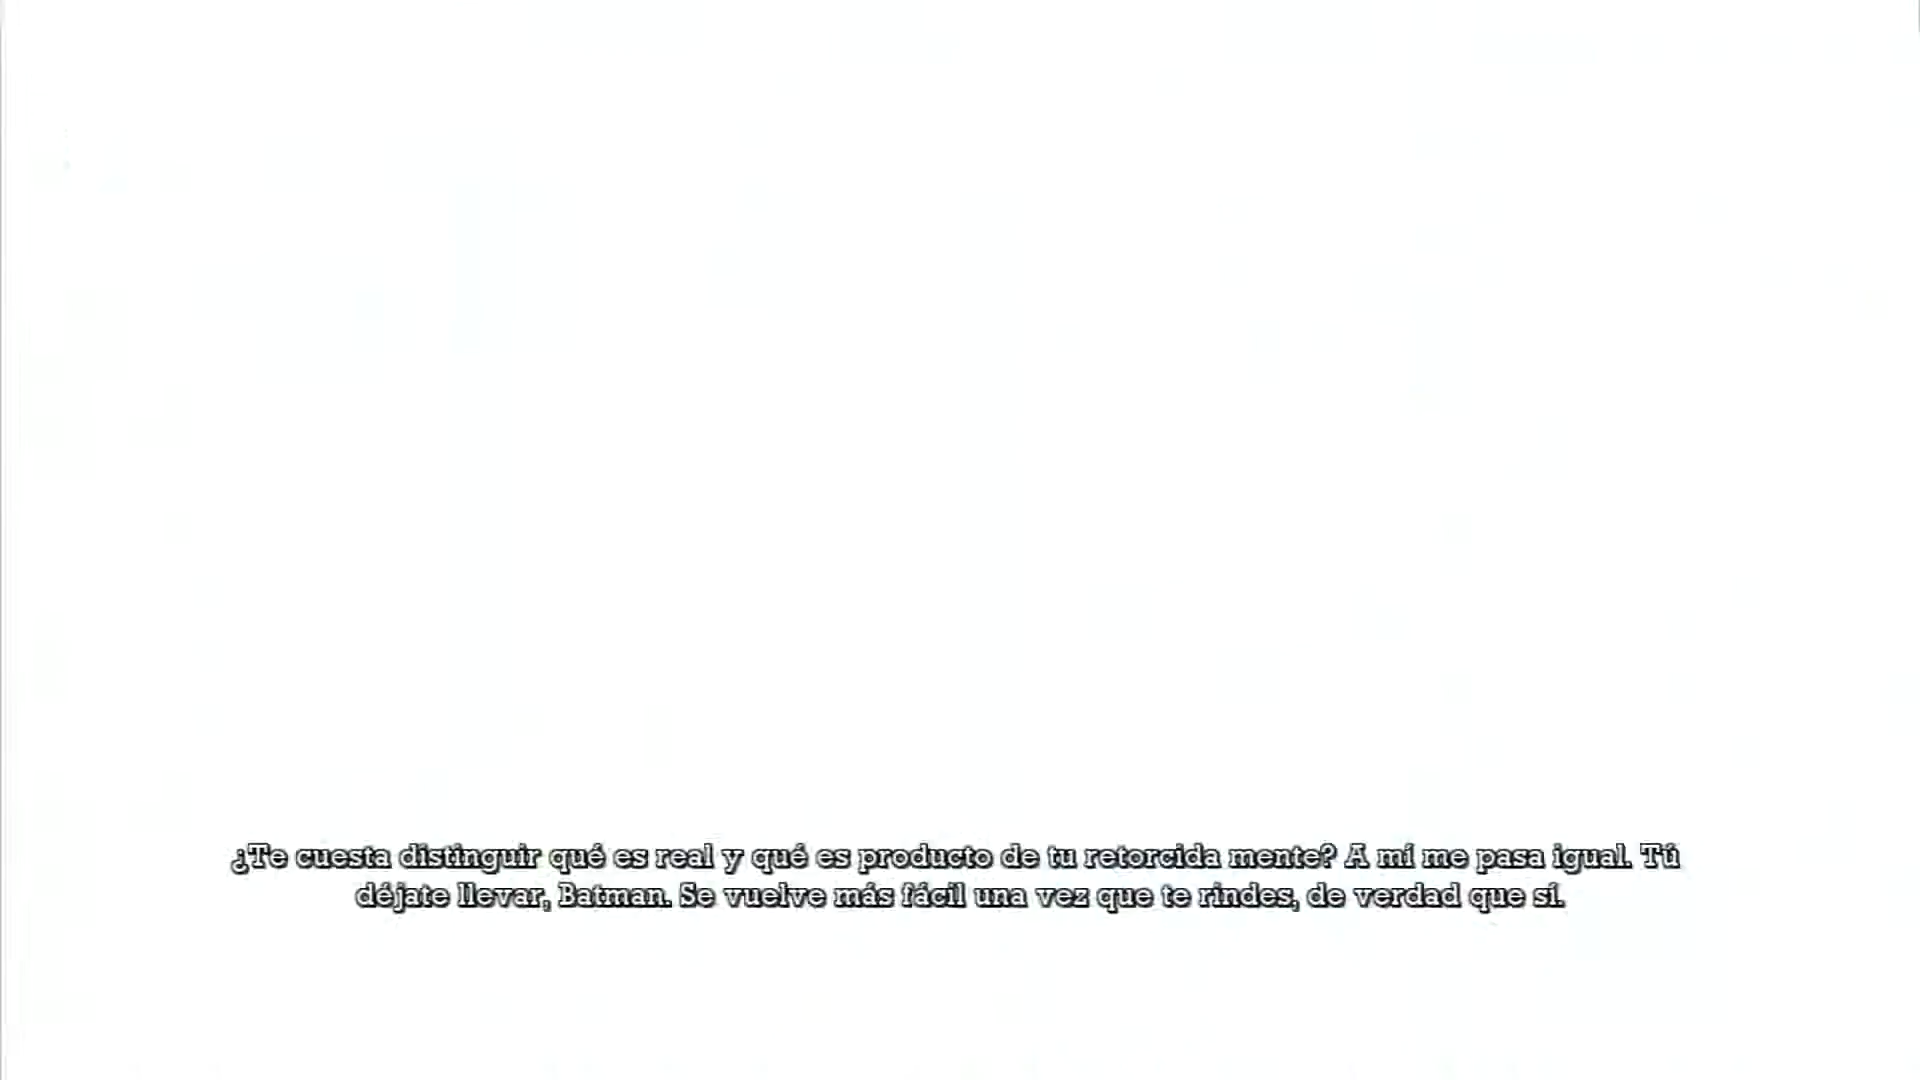 ¿Te cuesta distinguir qué es real y qué es producto de tu retorcida mente? A mí me pasa igual. Tú
déjate llevar, Batman. Se vuelve más fácil una vez que te rindes, de verdad que sí.